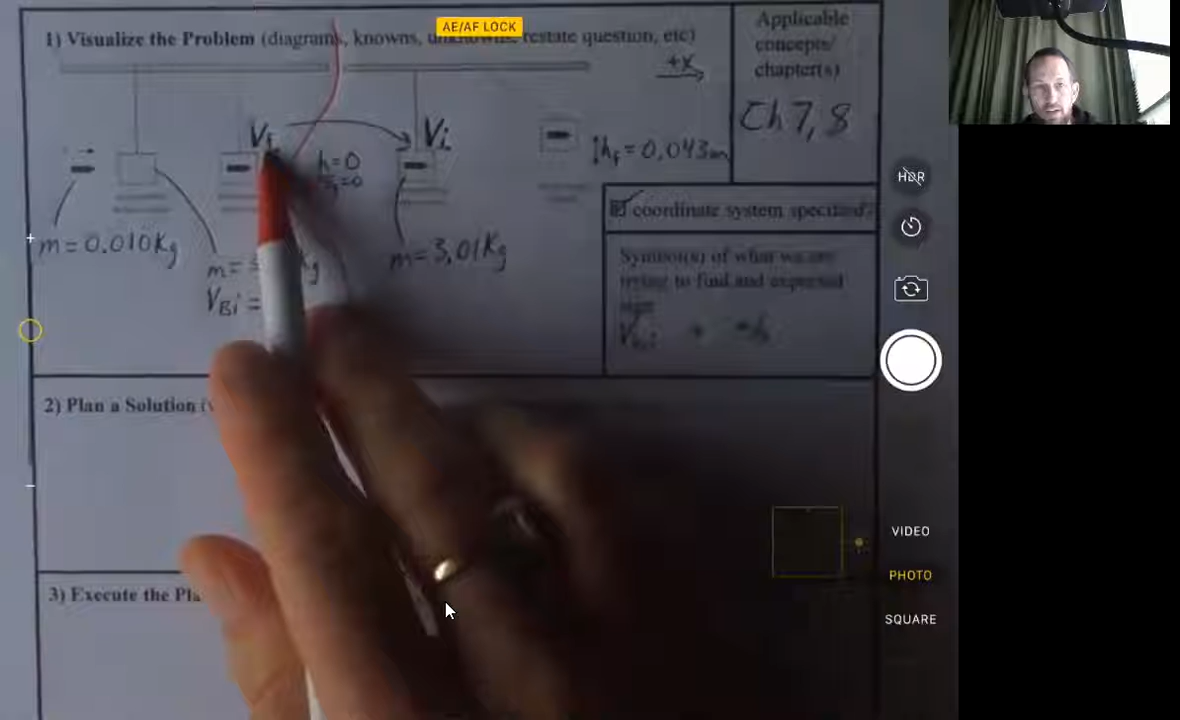 AE/AF LOCK
1) Visualize the Problem (diagrams, knowns, unknowns, restate question, etc)
Applicable
concepts/
chapter(s)
+x
Ch 7, 8
Vf
Vi
h=0
hf = 0.043m
m=0.010Kg
m=3.01Kg
VBi =
coordinate system specified?
Symbol(s) of what we are
trying to find and expected
HDR
2) Plan a Solution
3) Execute the Pla
VIDEO
PHOTO
SQUARE